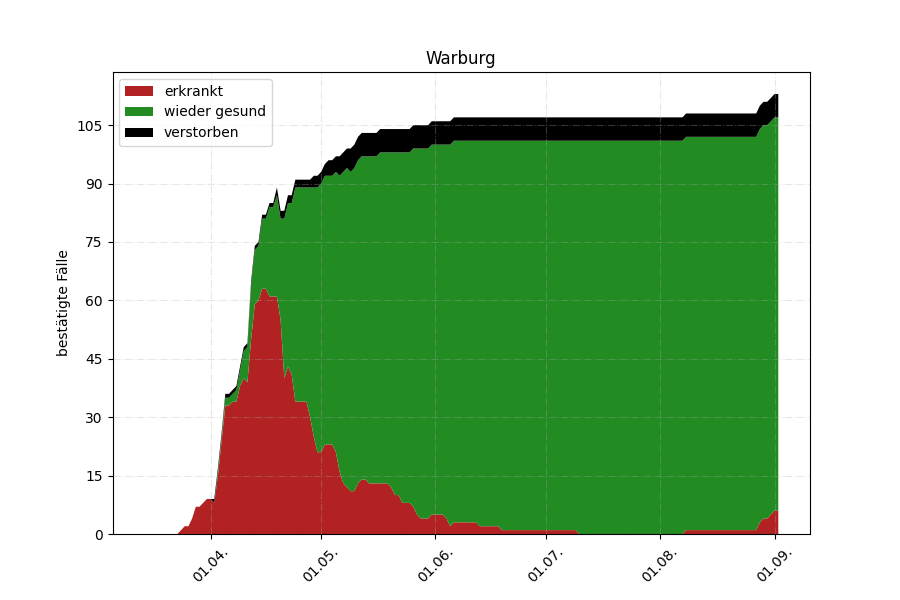 Warburg
erkrankt
wieder gesund
verstorben
bestätigte Fälle
105
90
75
60
45
30
15
0
01.04.
01.05.
01.06.
01.07.
01.08.
01.09.